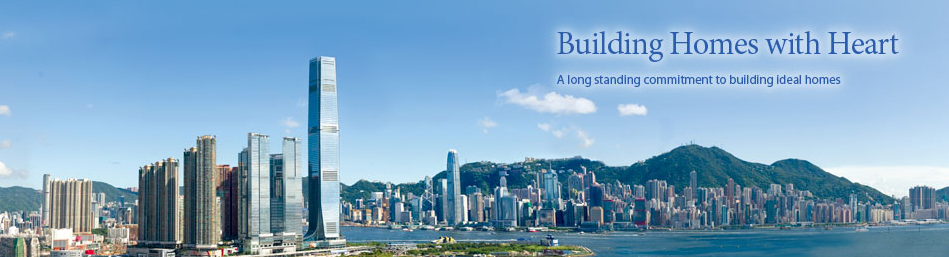 Building Homes with Heart
A long standing commitment to building ideal homes